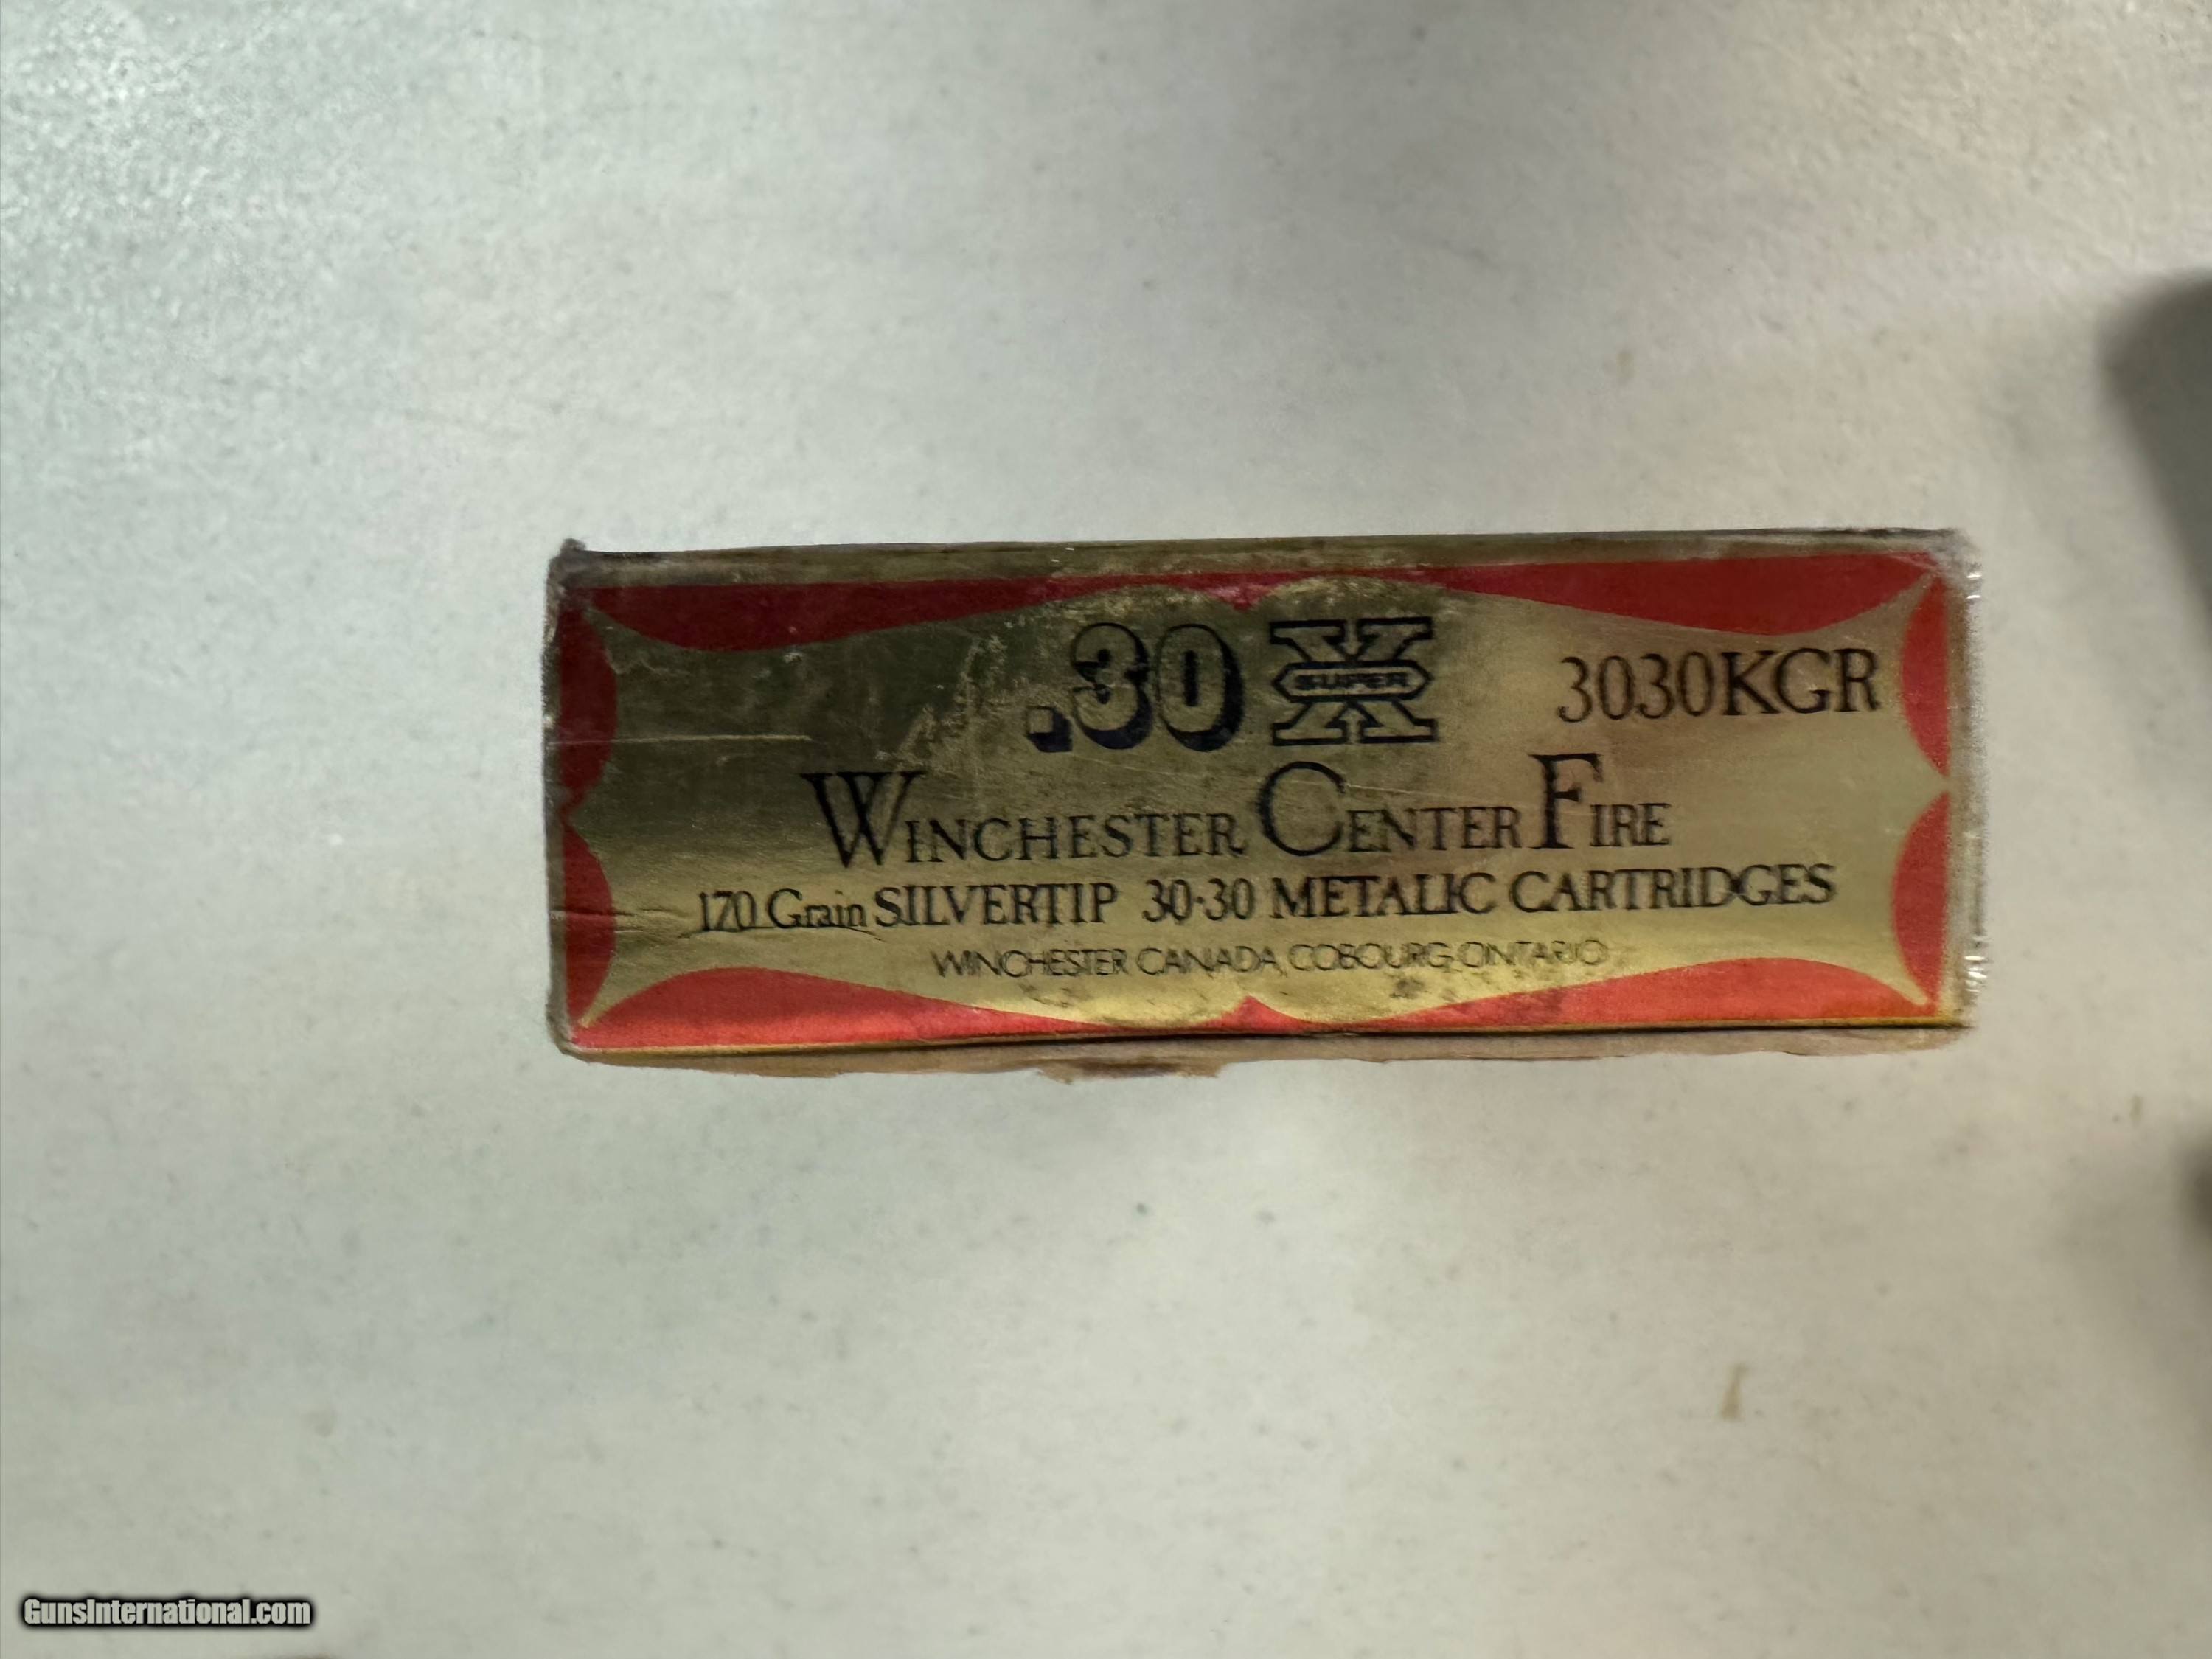 .30 SUPER X 3030KGR
WINCHESTER CENTER FIRE
170 Grain SILVERTIP 30-30 METALIC CARTRIDGES
WINCHESTER CANADA, COBOURG, ONTARIO
GunsInternational.com